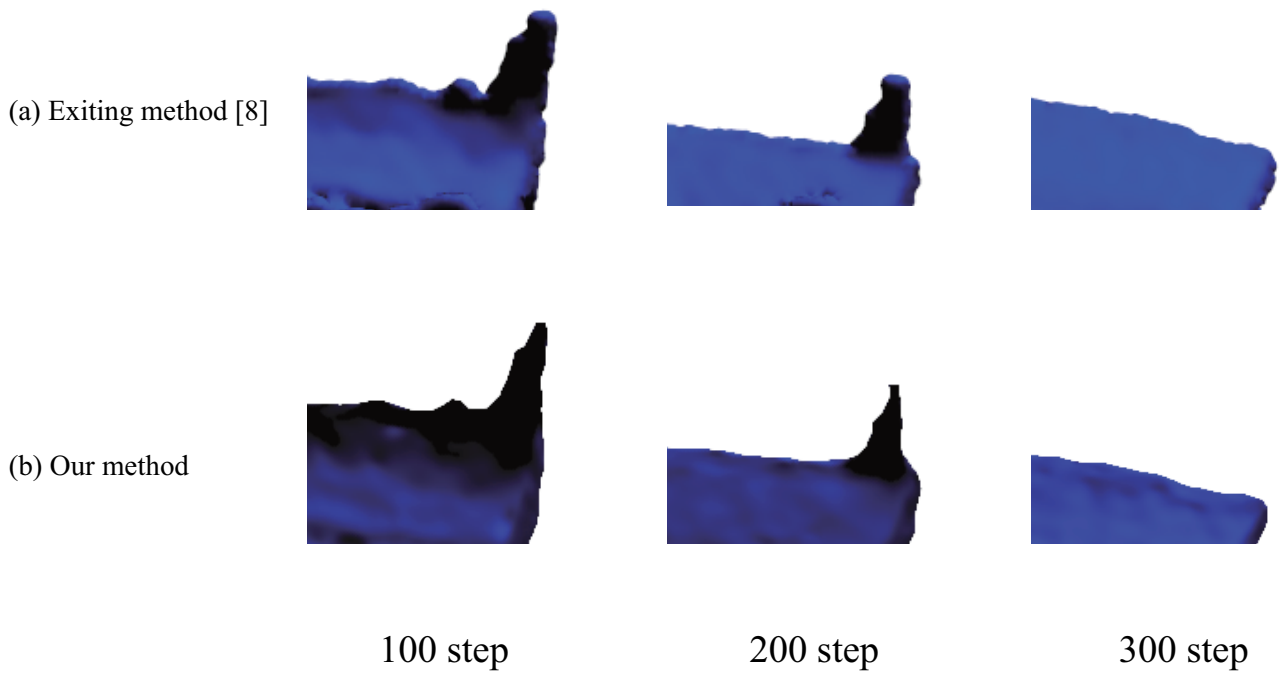 (a) Exiting method [8]
(b) Our method
100 step
200 step
300 step